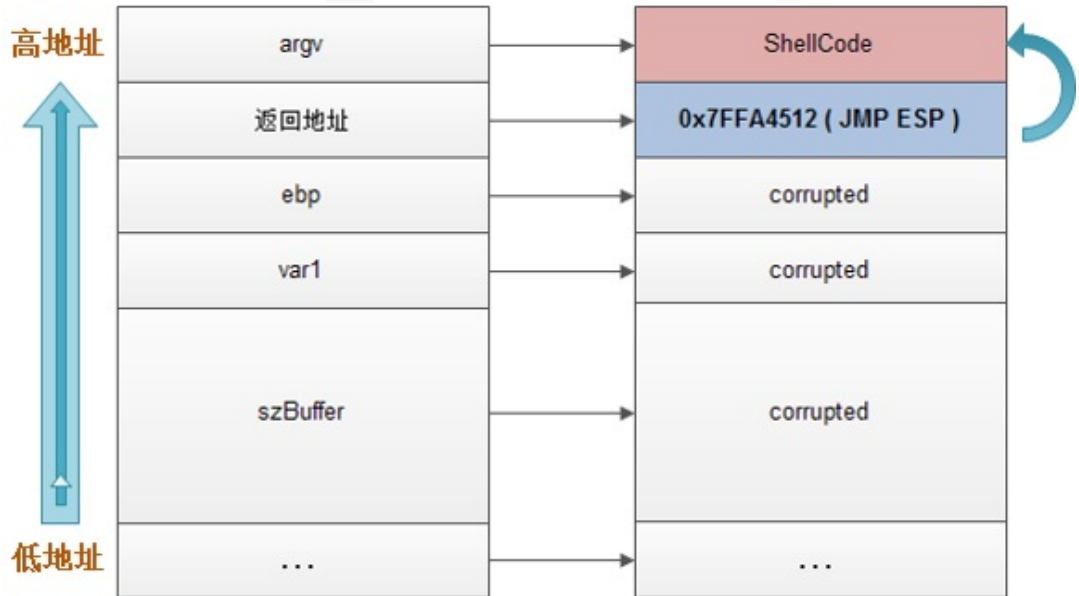 高地址
argv
ShellCode
返回地址
0x7FFA4512 ( JMP ESP )
ebp
corrupted
var1
corrupted
szBuffer
corrupted
低地址
...
...